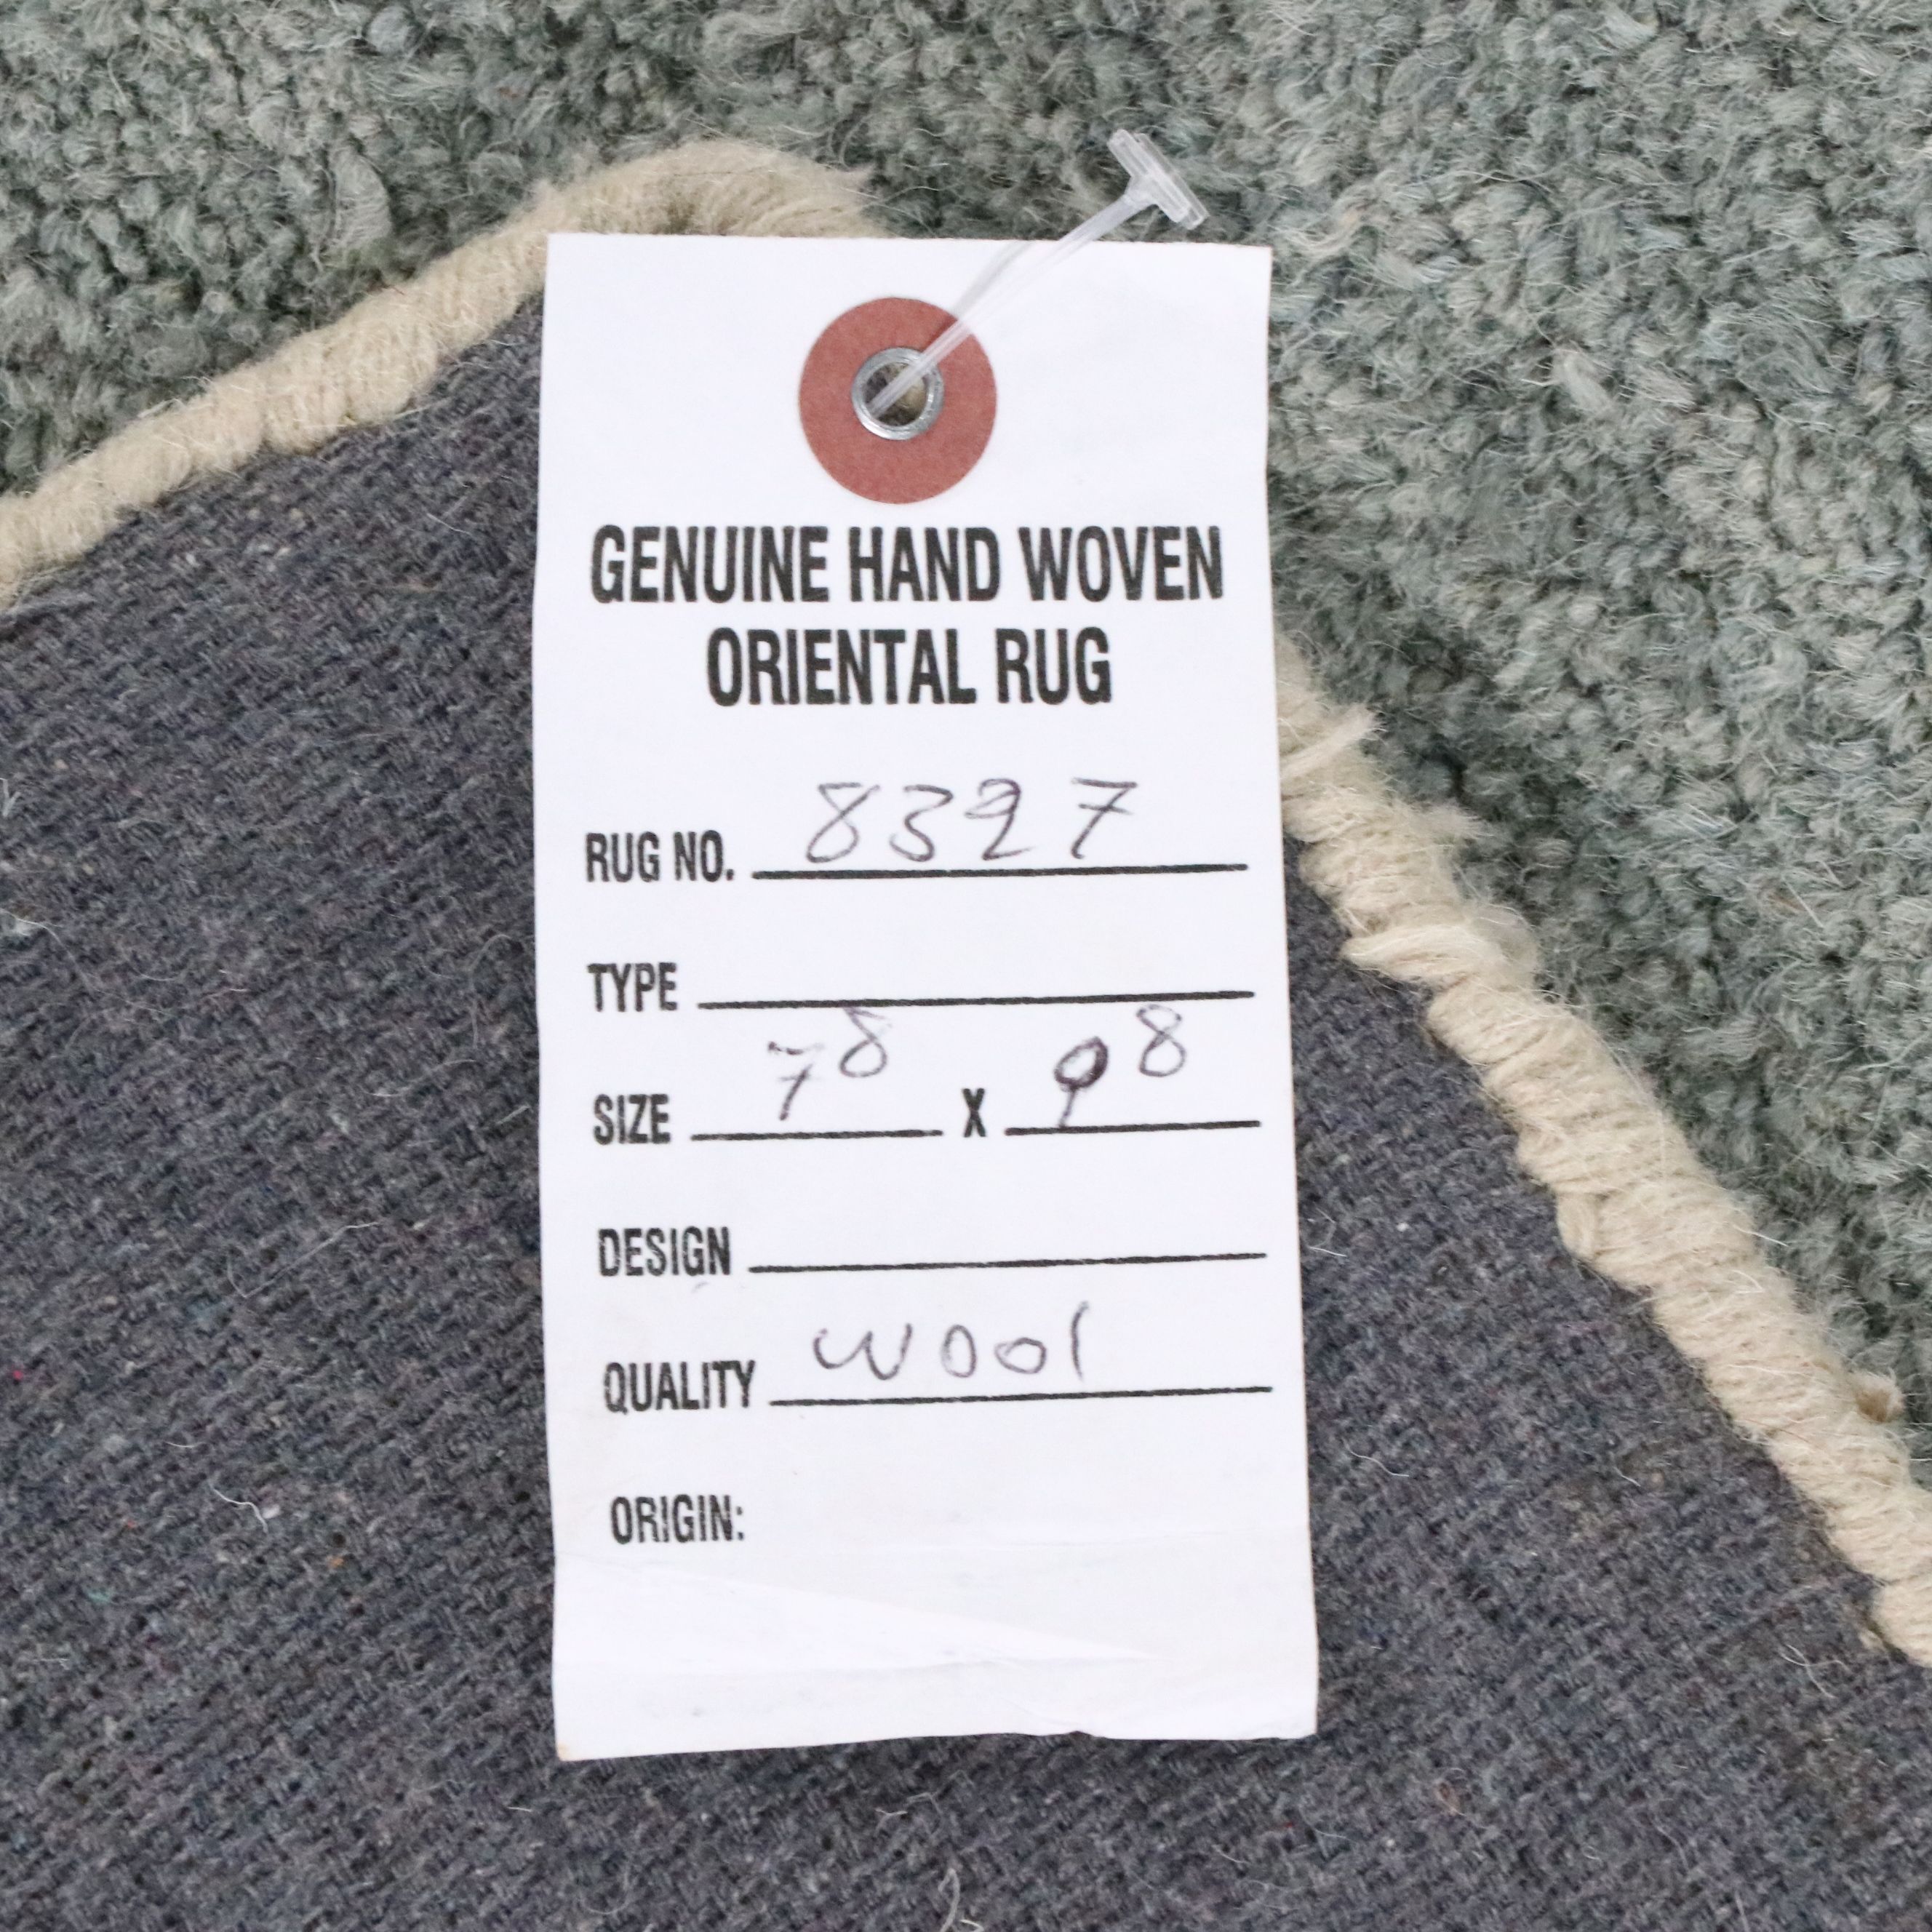 GENUINE HAND WOVEN
ORIENTAL RUG
RUG NO. 8327
TYPE
SIZE 7⁸ X 9⁸
DESIGN
QUALITY wool
ORIGIN: